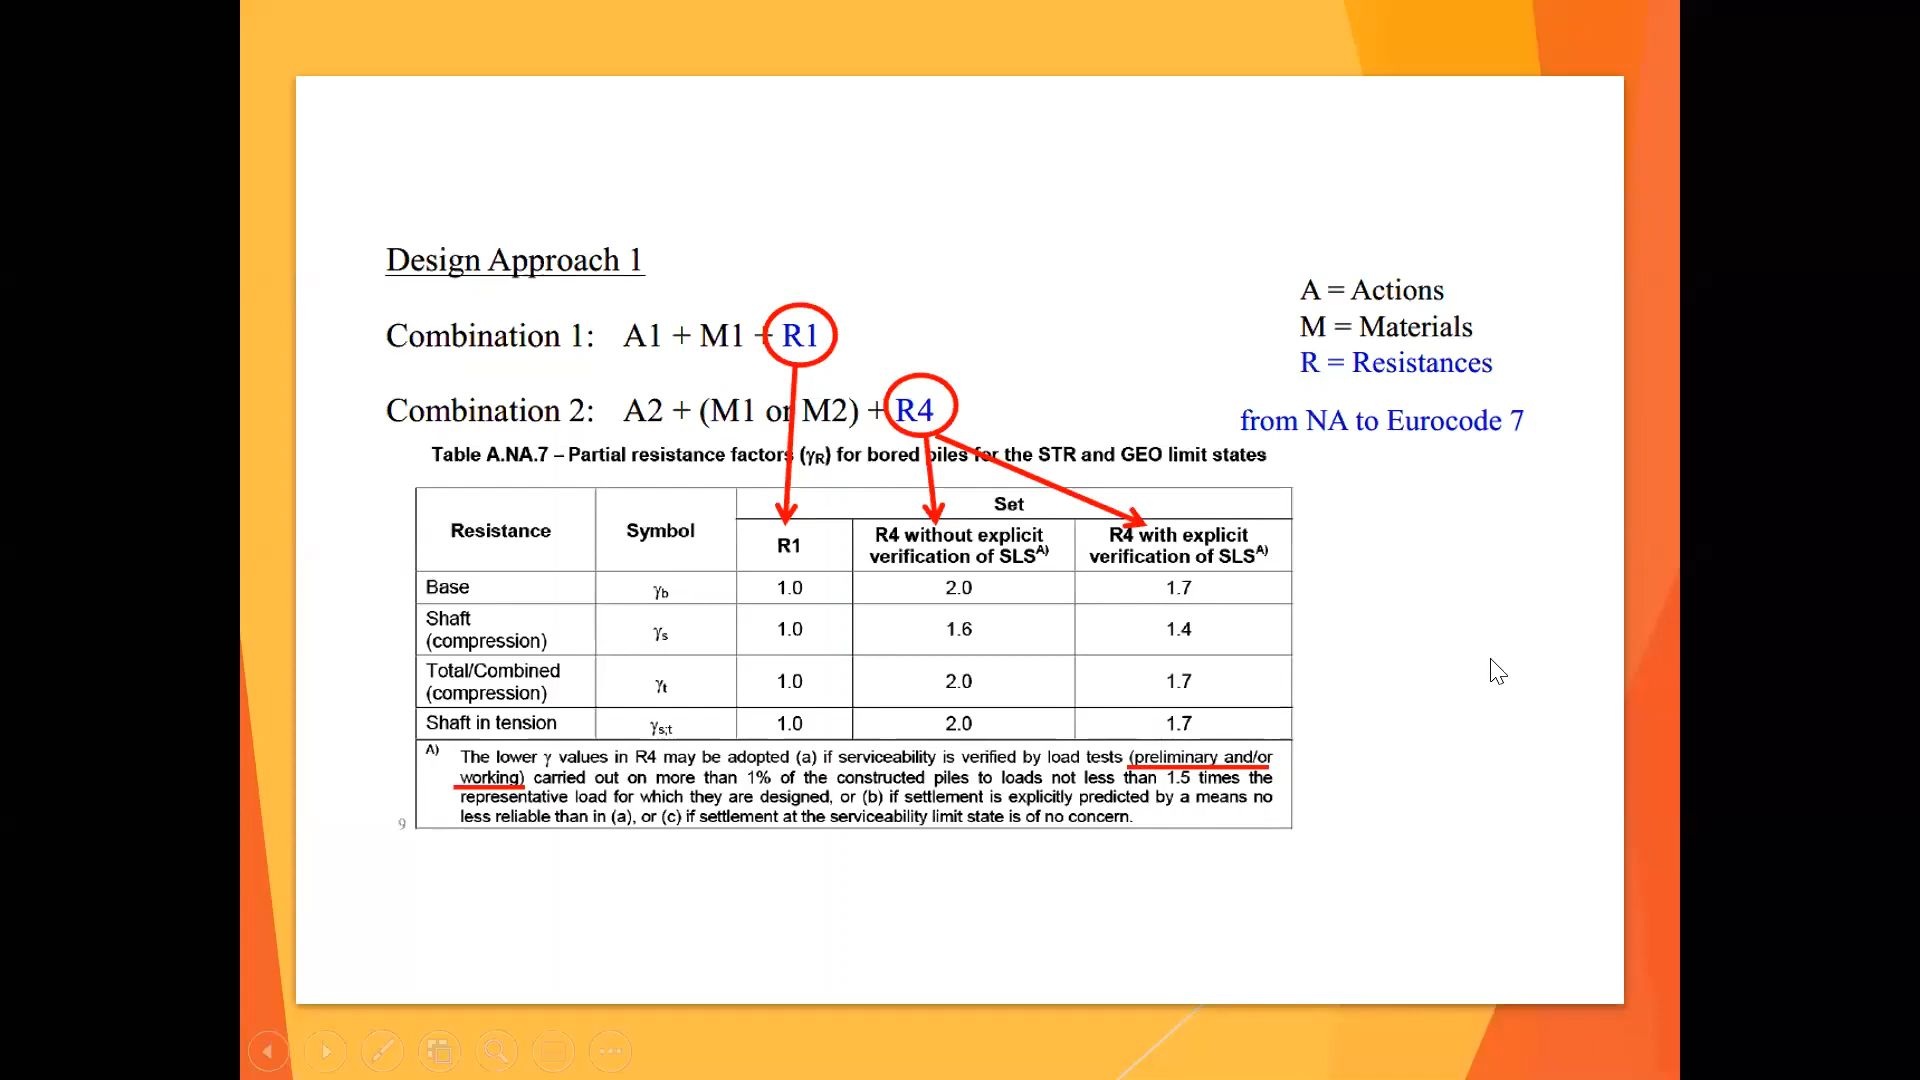 Design Approach 1
A = Actions
Combination 1: A1 + M1 + R1
M = Materials
R = Resistances
Combination 2: A2 + (M1 or M2) + R4
from NA to Eurocode 7
Table A.NA.7 – Partial resistance factors (γR) for bored piles for the STR and GEO limit states
Resistance Symbol Set
R1 R4 without explicit verification of SLS A) R4 with explicit verification of SLS A)
Base γb 1.0 2.0 1.7
Shaft (compression) γs 1.0 1.6 1.4
Total/Combined (compression) γt 1.0 2.0 1.7
Shaft in tension γs;t 1.0 2.0 1.7
A) The lower γ values in R4 may be adopted (a) if serviceability is verified by load tests (preliminary and/or
working) carried out on more than 1% of the constructed piles to loads not less than 1.5 times the
representative load for which they are designed, or (b) if settlement is explicitly predicted by a means no
less reliable than in (a), or (c) if settlement at the serviceability limit state is of no concern.
9